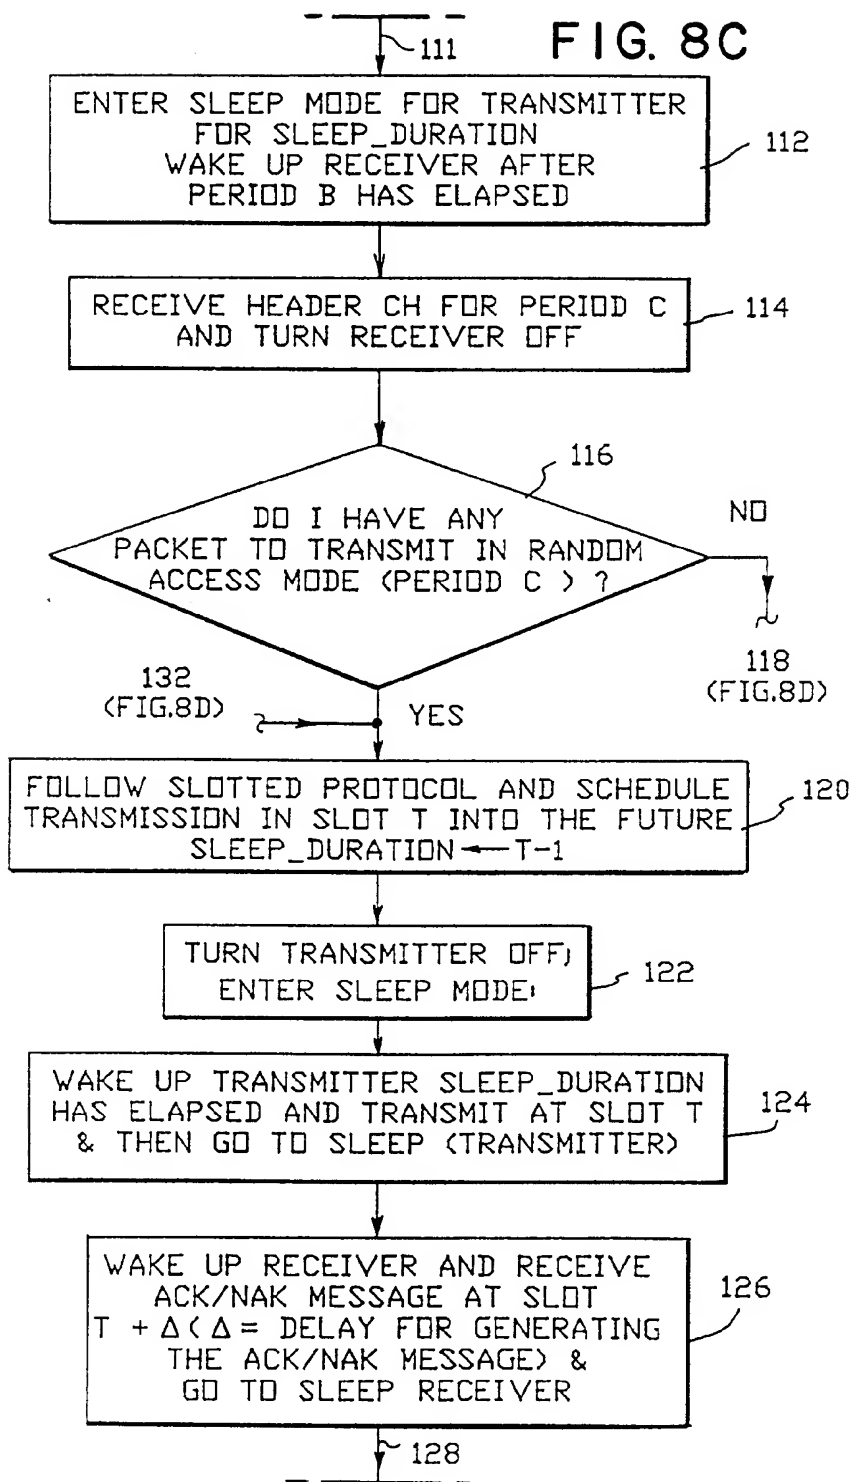 FIG. 8C
111
ENTER SLEEP MODE FOR TRANSMITTER
FOR SLEEP_DURATION
WAKE UP RECEIVER AFTER
PERIOD B HAS ELAPSED
112
RECEIVE HEADER CH FOR PERIOD C
AND TURN RECEIVER OFF
114
116
DO I HAVE ANY
PACKET TO TRANSMIT IN RANDOM
ACCESS MODE (PERIOD C ) ?
NO
118
(FIG.8D)
132
(FIG.8D)
YES
FOLLOW SLOTTED PROTOCOL AND SCHEDULE
TRANSMISSION IN SLOT T INTO THE FUTURE
SLEEP_DURATION ← T-1
120
TURN TRANSMITTER OFF;
ENTER SLEEP MODE;
122
WAKE UP TRANSMITTER SLEEP_DURATION
HAS ELAPSED AND TRANSMIT AT SLOT T
& THEN GO TO SLEEP (TRANSMITTER)
124
WAKE UP RECEIVER AND RECEIVE
ACK/NAK MESSAGE AT SLOT
T + Δ ( Δ = DELAY FOR GENERATING
THE ACK/NAK MESSAGE) &
GO TO SLEEP RECEIVER
126
128